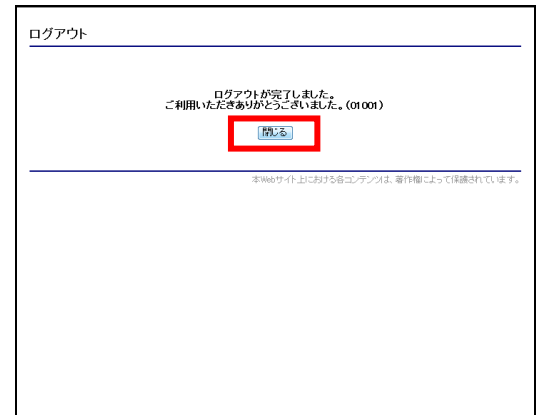 ログアウト
ログアウトが完了しました。
ご利用いただきありがとうございました。(01001)
閉じる
本Webサイト上における各コンテンツは、著作権によって保護されています。